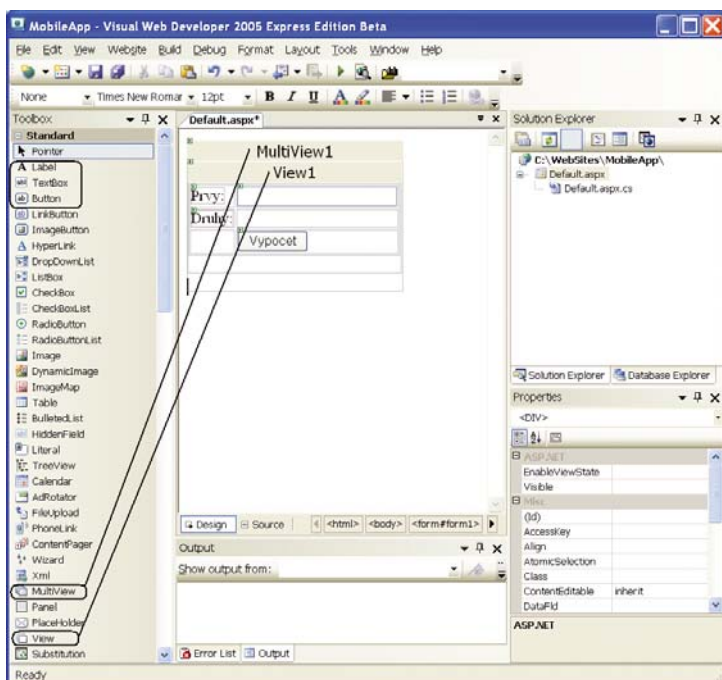 MobileApp - Visual Web Developer 2005 Express Edition Beta
File Edit View Website Build Debug Format Layout Tools Window Help
None Times New Romar 12pt B I U A
Toolbox
Standard
Pointer
A Label
TextBox
Button
LinkButton
ImageButton
A HyperLink
DropDownList
ListBox
CheckBox
CheckBoxList
RadioButton
RadioButtonList
Image
DynamicImage
ImageMap
Table
BulletedList
HiddenField
Literal
TreeView
Calendar
AdRotator
FileUpload
PhoneLink
ContentPager
Wizard
Xml
MultiView
Panel
PlaceHolder
View
Substitution
Default.aspx*
MultiView1
View1
Prvy:
Druhy:
Vypocet
Design Source <html> <body> <form#form1>
Output
Show output from:
Error List Output
Solution Explorer
C:\WebSites\MobileApp\
Default.aspx
Default.aspx.cs
Solution Explorer Database Explorer
Properties
<DIV>
ASP.NET
EnableViewState
Visible
Misc
(Id)
AccessKey
Align
AtomicSelection
Class
ContentEditable inherit
DataFld
ASP.NET
Ready